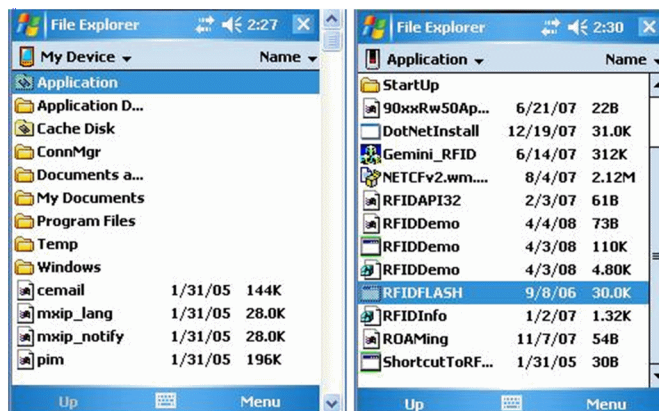 File Explorer 2:27
My Device Name
Application
Application D...
Cache Disk
ConnMgr
Documents a...
My Documents
Program Files
Temp
Windows
cemail 1/31/05 144K
mxip_lang 1/31/05 28.0K
mxip_notify 1/31/05 28.0K
pim 1/31/05 196K
Up Menu
File Explorer 2:30
Application Name
StartUp
90xxRw50Ap... 6/21/07 22B
DotNetInstall 12/19/07 31.0K
Gemini_RFID 6/14/07 312K
NETCFv2.wm.... 8/4/07 2.12M
RFIDAPI32 2/3/07 61B
RFIDDemo 4/4/08 73B
RFIDDemo 4/3/08 110K
RFIDDemo 4/3/08 4.80K
RFIDFLASH 9/8/06 30.0K
RFIDInfo 1/2/07 1.32K
ROAMing 11/7/07 54B
ShortcutToRF... 1/31/05 30B
Up Menu